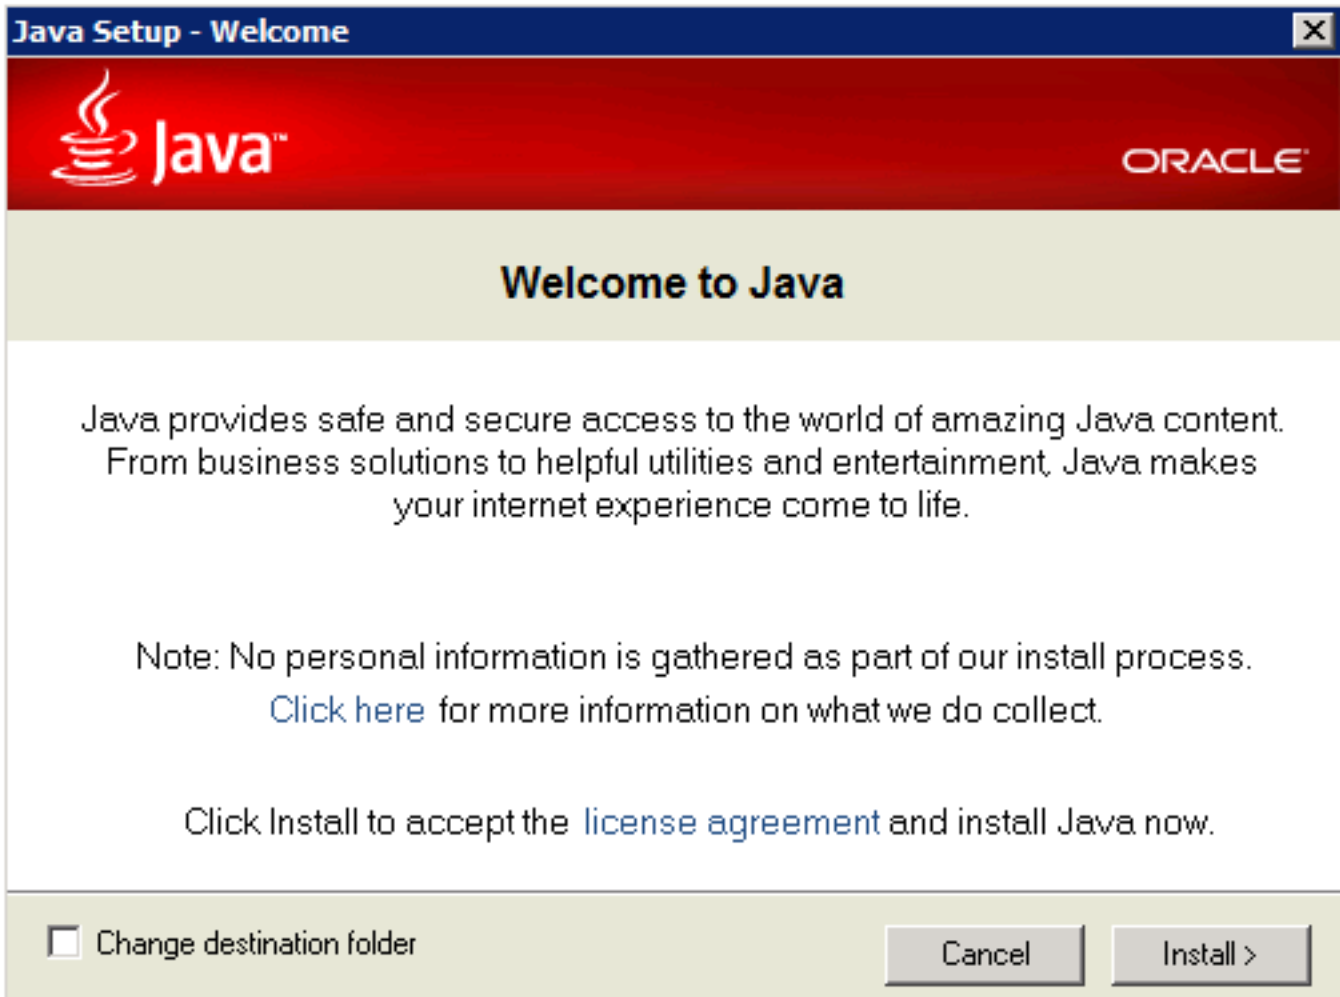 Java Setup - Welcome
Java™
ORACLE
Welcome to Java
Java provides safe and secure access to the world of amazing Java content.
From business solutions to helpful utilities and entertainment, Java makes
your internet experience come to life.
Note: No personal information is gathered as part of our install process.
Click here for more information on what we do collect.
Click Install to accept the license agreement and install Java now.
Change destination folder
Cancel
Install >